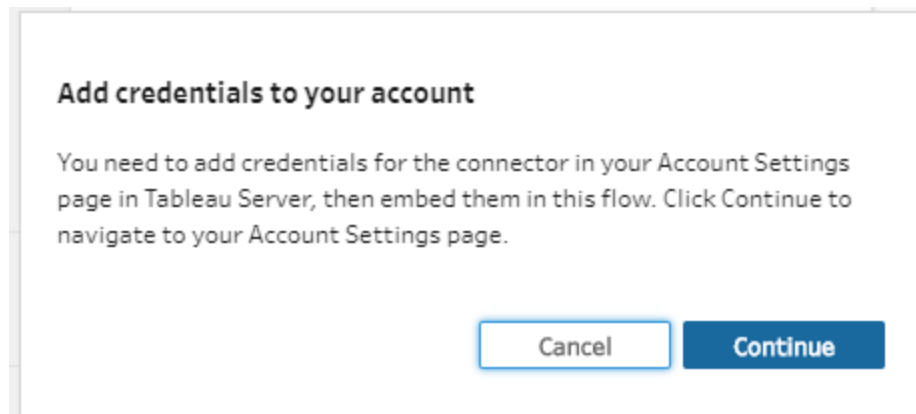 Add credentials to your account
You need to add credentials for the connector in your Account Settings
page in Tableau Server, then embed them in this flow. Click Continue to
navigate to your Account Settings page.
Cancel
Continue